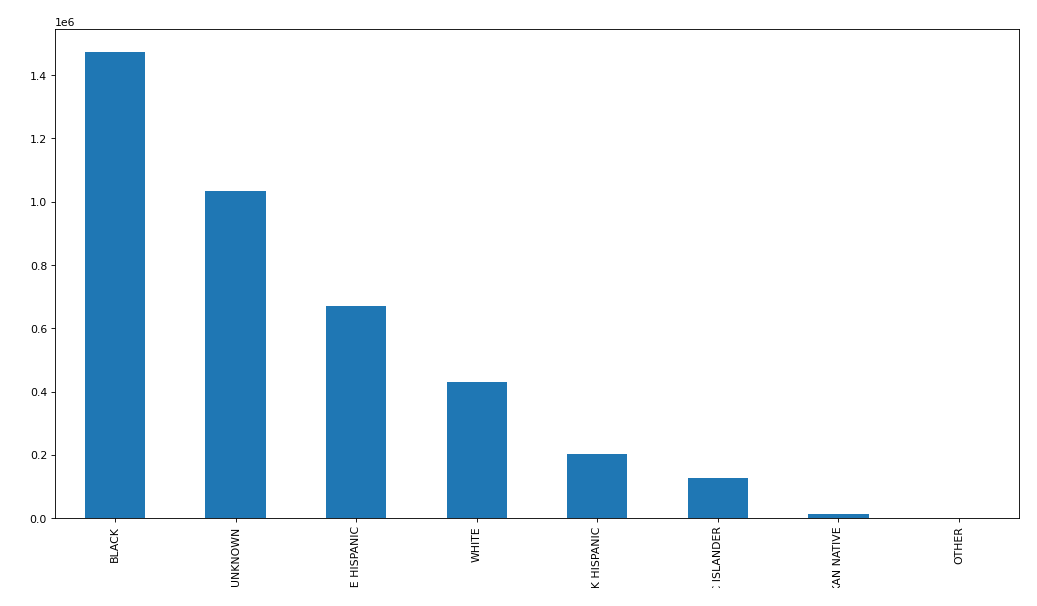 1e6
1.4
1.2
1.0
0.8
0.6
0.4
0.2
0.0
BLACK
UNKNOWN
E HISPANIC
WHITE
K HISPANIC
ISLANDER
KAN NATIVE
OTHER